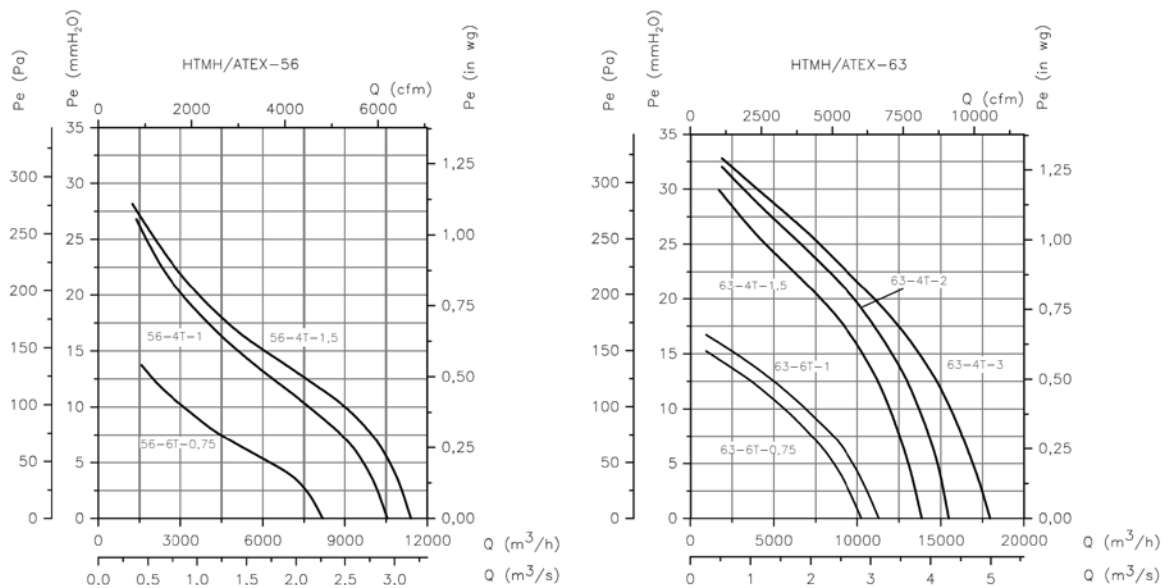 HTMH/ATEX-56
Q (cfm)
0 2000 4000 6000
Pe (Pa)
Pe (mmH₂O)
Pe (in wg)
35
30
25
20
15
10
5
0
300
250
200
150
100
50
0
1,25
1,00
0,75
0,50
0,25
0,00
56-4T-1
56-4T-1,5
56-6T-0,75
0 3000 6000 9000 12000
Q (m³/h)
0.0 0.5 1.0 1.5 2.0 2.5 3.0
Q (m³/s)
HTMH/ATEX-63
Q (cfm)
0 2500 5000 7500 10000
Pe (Pa)
Pe (mmH₂O)
Pe (in wg)
35
30
25
20
15
10
5
0
300
250
200
150
100
50
0
1,25
1,00
0,75
0,50
0,25
0,00
63-4T-1,5
63-4T-2
63-6T-1
63-4T-3
63-6T-0,75
0 5000 10000 15000 20000
Q (m³/h)
0 1 2 3 4 5
Q (m³/s)